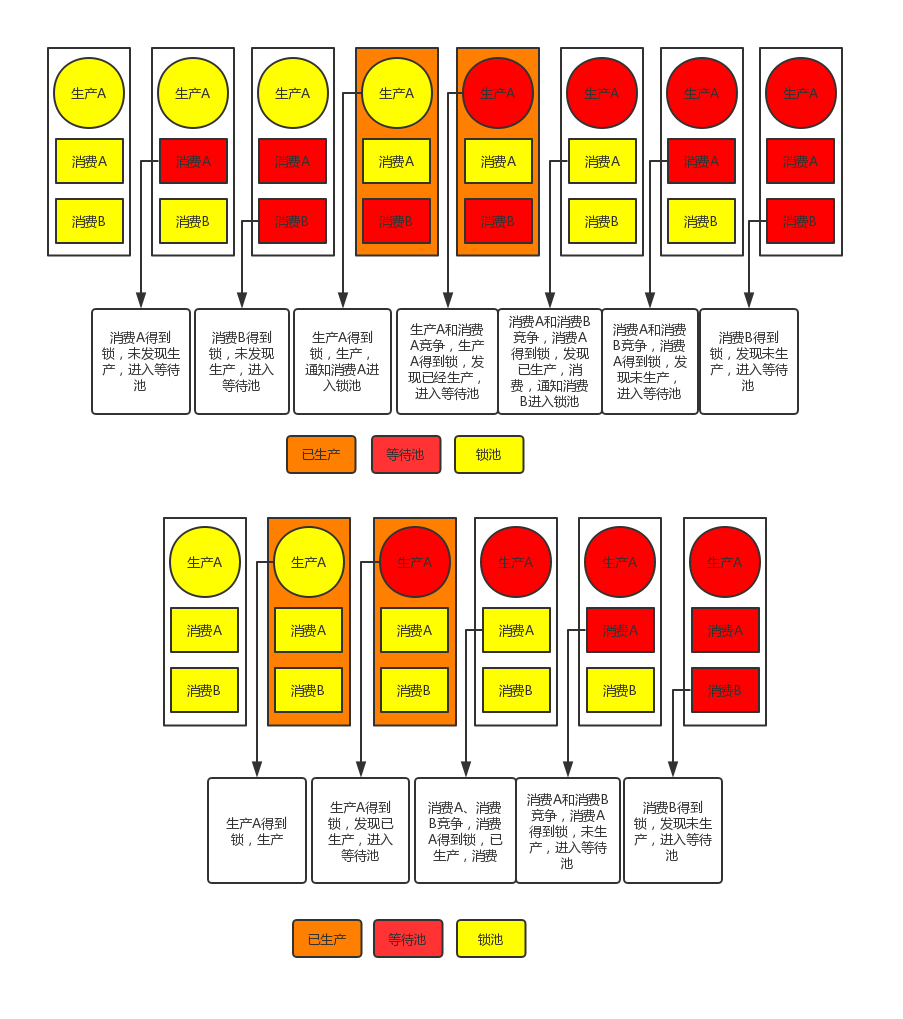 生产A
生产A
生产A
生产A
生产A
生产A
生产A
生产A
消费A
消费A
消费A
消费A
消费A
消费A
消费A
消费A
消费B
消费B
消费B
消费B
消费B
消费B
消费B
消费B
消费A得到
锁，未发现生
产，进入等待
池
消费B得到
锁，未发现
生产，进入
等待池
生产A得到
锁，生产，
通知消费A进
入锁池
生产A和消费
A竞争，生产
A得到锁，发
现已经生产，
进入等待池
消费A和消费B
竞争，消费A
得到锁，发现
已生产，消
费，通知消费
B进入锁池
消费A和消费
B竞争，消费
A得到锁，发
现未生产，
进入等待池
消费B得到
锁，发现未生
产，进入等待
池
已生产
等待池
锁池
生产A
生产A
生产A
生产A
生产A
生产A
消费A
消费A
消费A
消费A
消费A
消费A
消费B
消费B
消费B
消费B
消费B
消费B
生产A得到
锁，生产
生产A得到
锁，发现已
生产，进入
等待池
消费A、消费
B竞争，消费
A得到锁，已
生产，消费
消费A和消费B
竞争，消费A
得到锁，未生
产，进入等待
池
消费B得到
锁，发现未生
产，进入等待
池
已生产
等待池
锁池